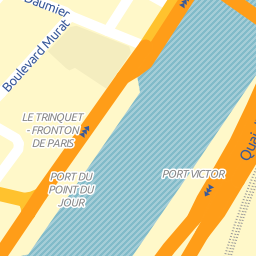 Daumier
Boulevard Murat
LE TRINQUET
- FRONTON
DE PARIS
PORT DU
POINT DU
JOUR
PORT VICTOR
Quai